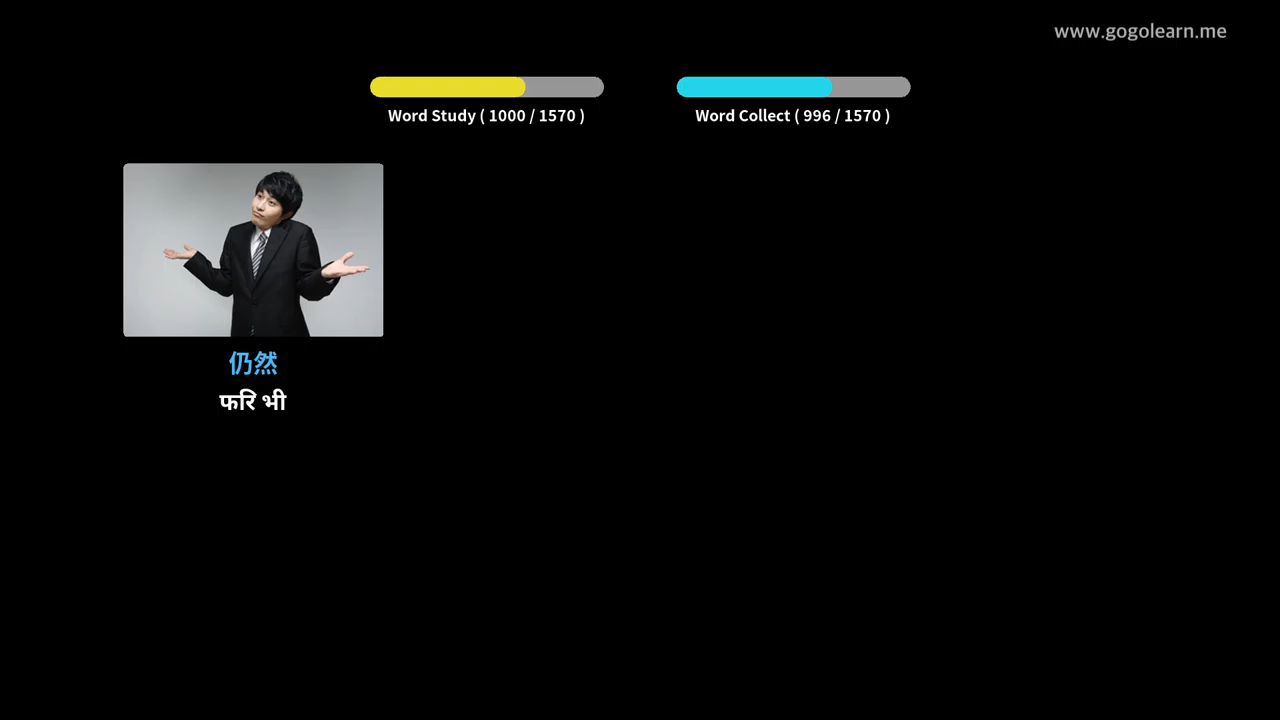 www.gogolearn.me
Word Study ( 1000 / 1570 )
Word Collect ( 996 / 1570 )
仍然
फरि भी